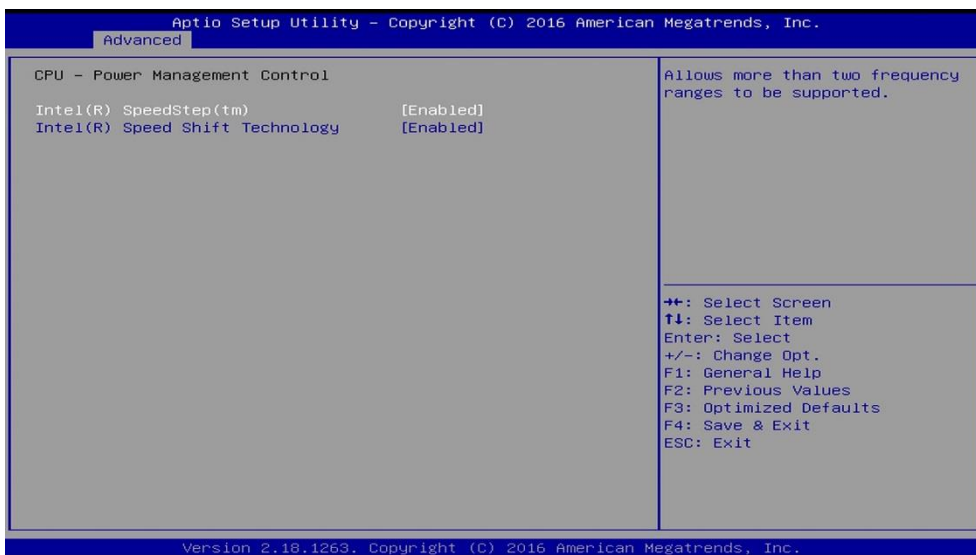 Aptio Setup Utility – Copyright (C) 2016 American Megatrends, Inc.
Advanced
CPU – Power Management Control
Intel(R) SpeedStep(tm) [Enabled]
Intel(R) Speed Shift Technology [Enabled]
Allows more than two frequency
ranges to be supported.
→←: Select Screen
↑↓: Select Item
Enter: Select
+/-: Change Opt.
F1: General Help
F2: Previous Values
F3: Optimized Defaults
F4: Save & Exit
ESC: Exit
Version 2.18.1263. Copyright (C) 2016 American Megatrends, Inc.